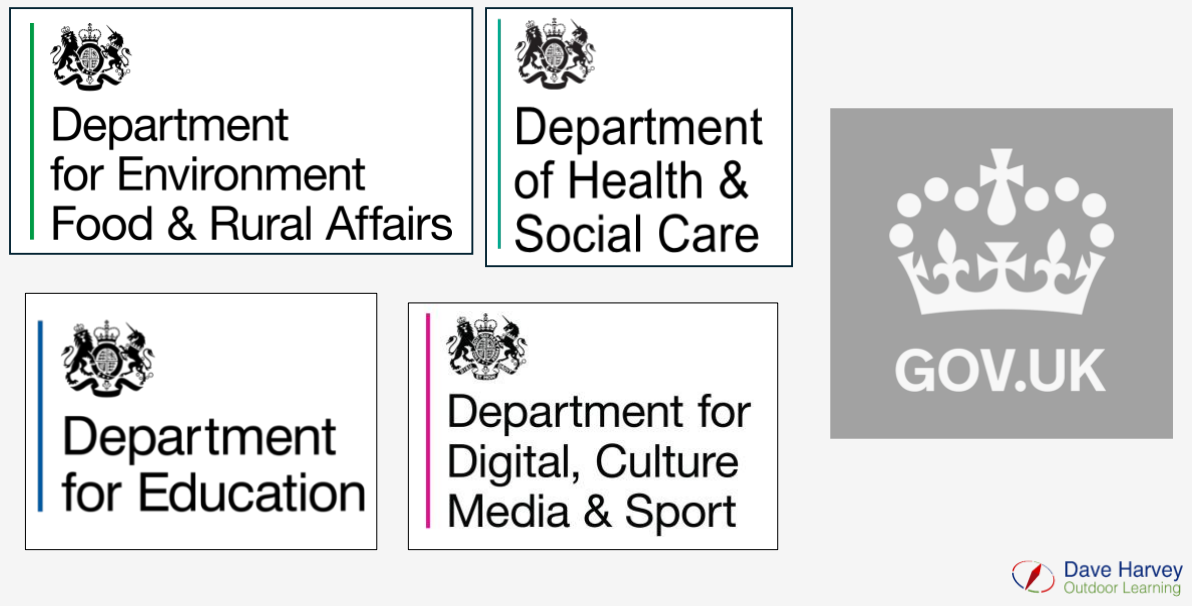 Department
for Environment
Food & Rural Affairs
Department
of Health &
Social Care
Department
for Education
Department for
Digital, Culture
Media & Sport
GOV.UK
Dave Harvey
Outdoor Learning